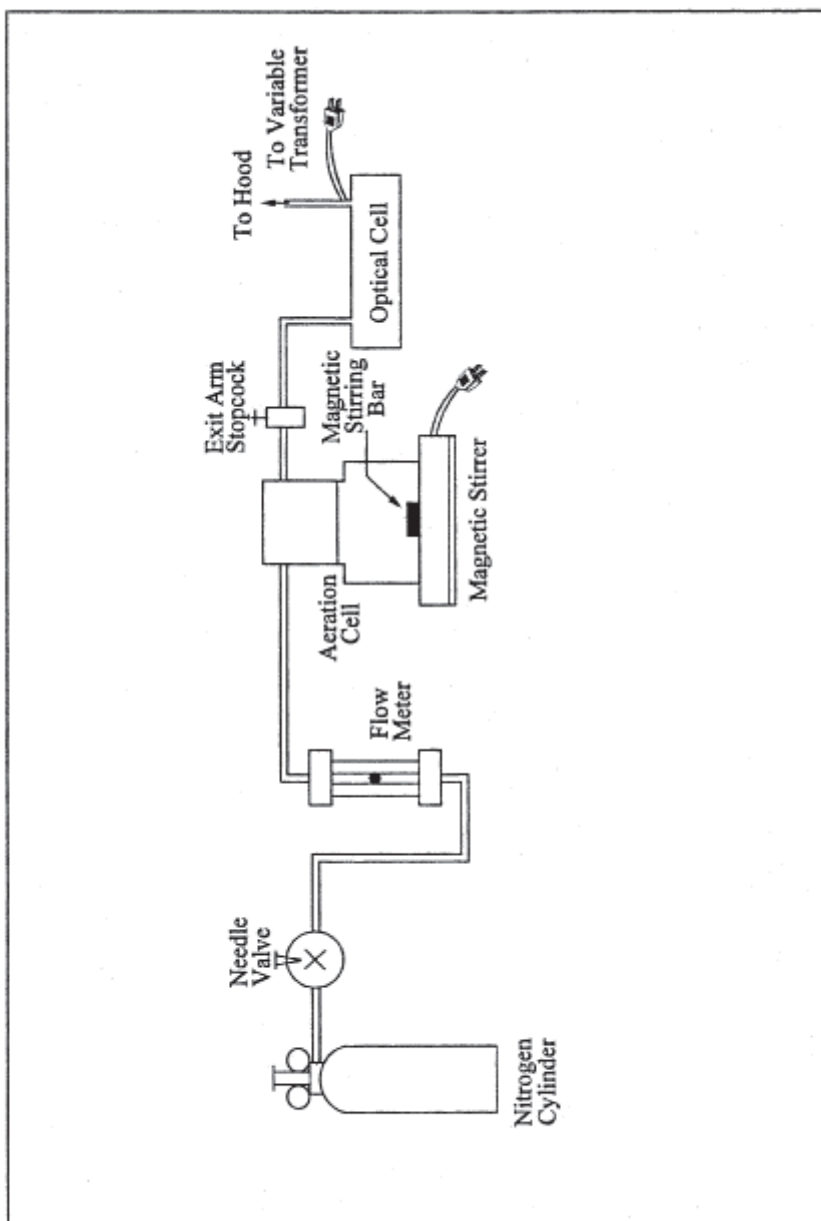 Nitrogen
Cylinder
Needle
Valve
Flow
Meter
Aeration
Cell
Magnetic Stirrer
Magnetic
Stirring
Bar
Exit Arm
Stopcock
Optical Cell
To Hood
To Variable
Transformer